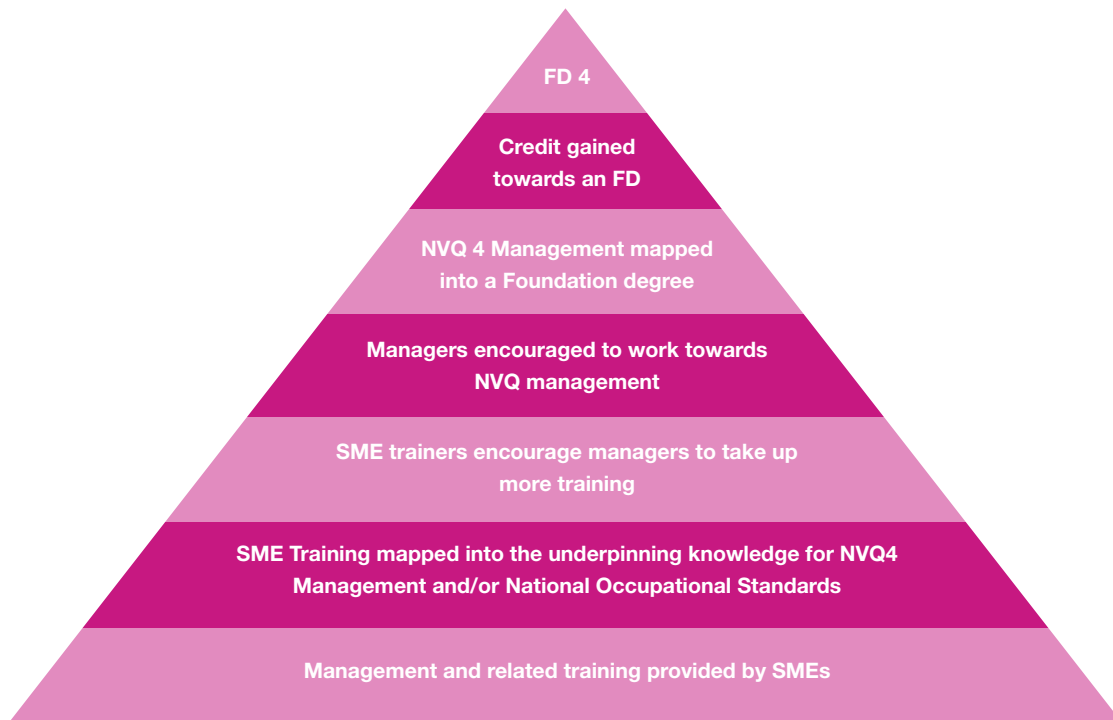 FD 4
Credit gained
towards an FD
NVQ 4 Management mapped
into a Foundation degree
Managers encouraged to work towards
NVQ management
SME trainers encourage managers to take up
more training
SME Training mapped into the underpinning knowledge for NVQ4
Management and/or National Occupational Standards
Management and related training provided by SMEs